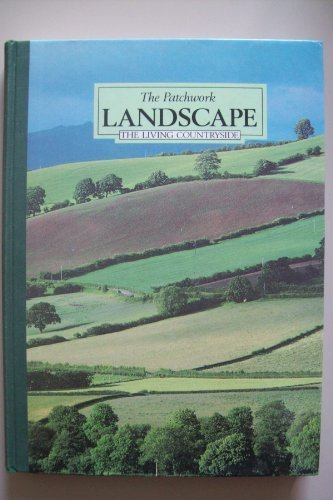 The Patchwork
LANDSCAPE
THE LIVING COUNTRYSIDE